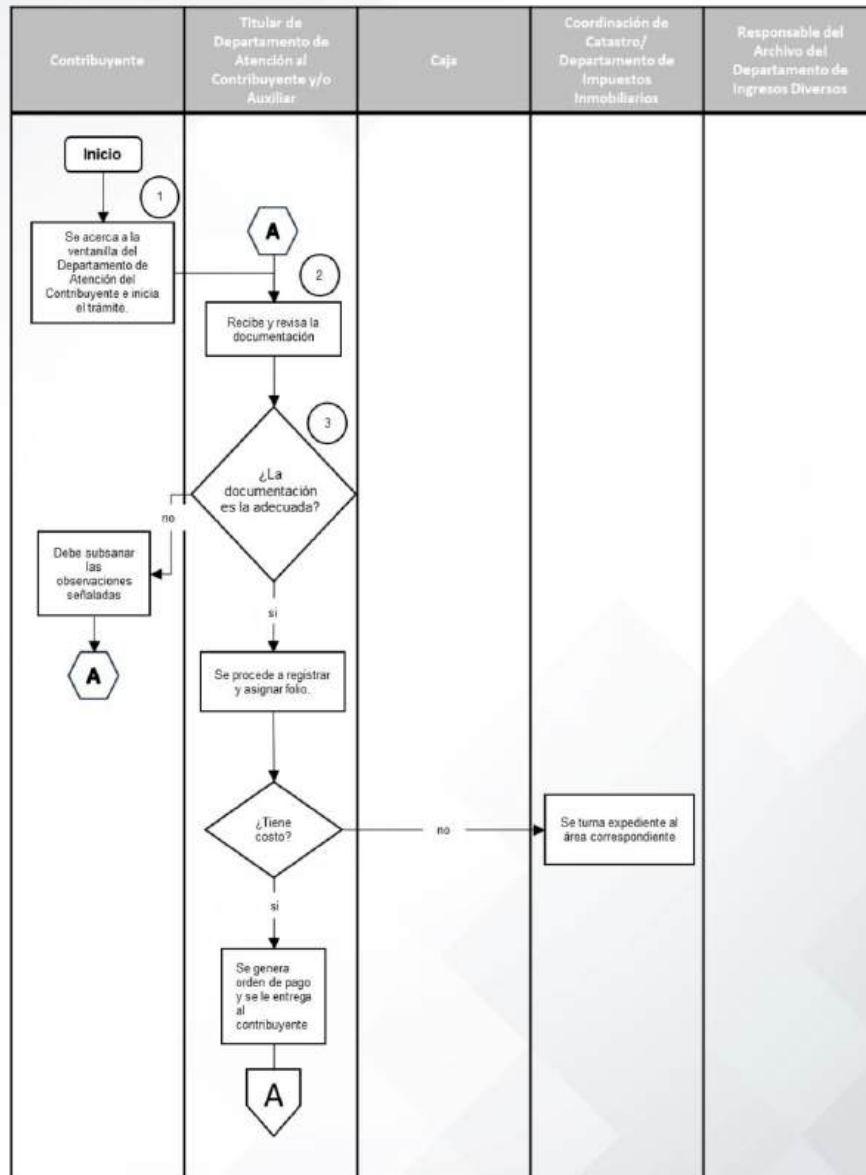 Contribuyente
Titular de
Departamento de
Atención al
Contribuyente y/o
Auxiliar
Caja
Coordinación de
Catastro/
Departamento de
Impuestos
Inmobiliarios
Responsable del
Archivo del
Departamento de
Ingresos Diversos
Inicio
1
Se acerca a la
ventanilla del
Departamento de
Atención del
Contribuyente e inicia
el trámite.
A
2
Recibe y revisa la
documentación
3
¿La
documentación
es la adecuada?
no
Debe subsanar
las
observaciones
señaladas
A
si
Se procede a registrar
y asignar folio.
¿Tiene
costo?
no
Se turna expediente al
área correspondiente
si
Se genera
orden de pago
y se le entrega
al
contribuyente
A